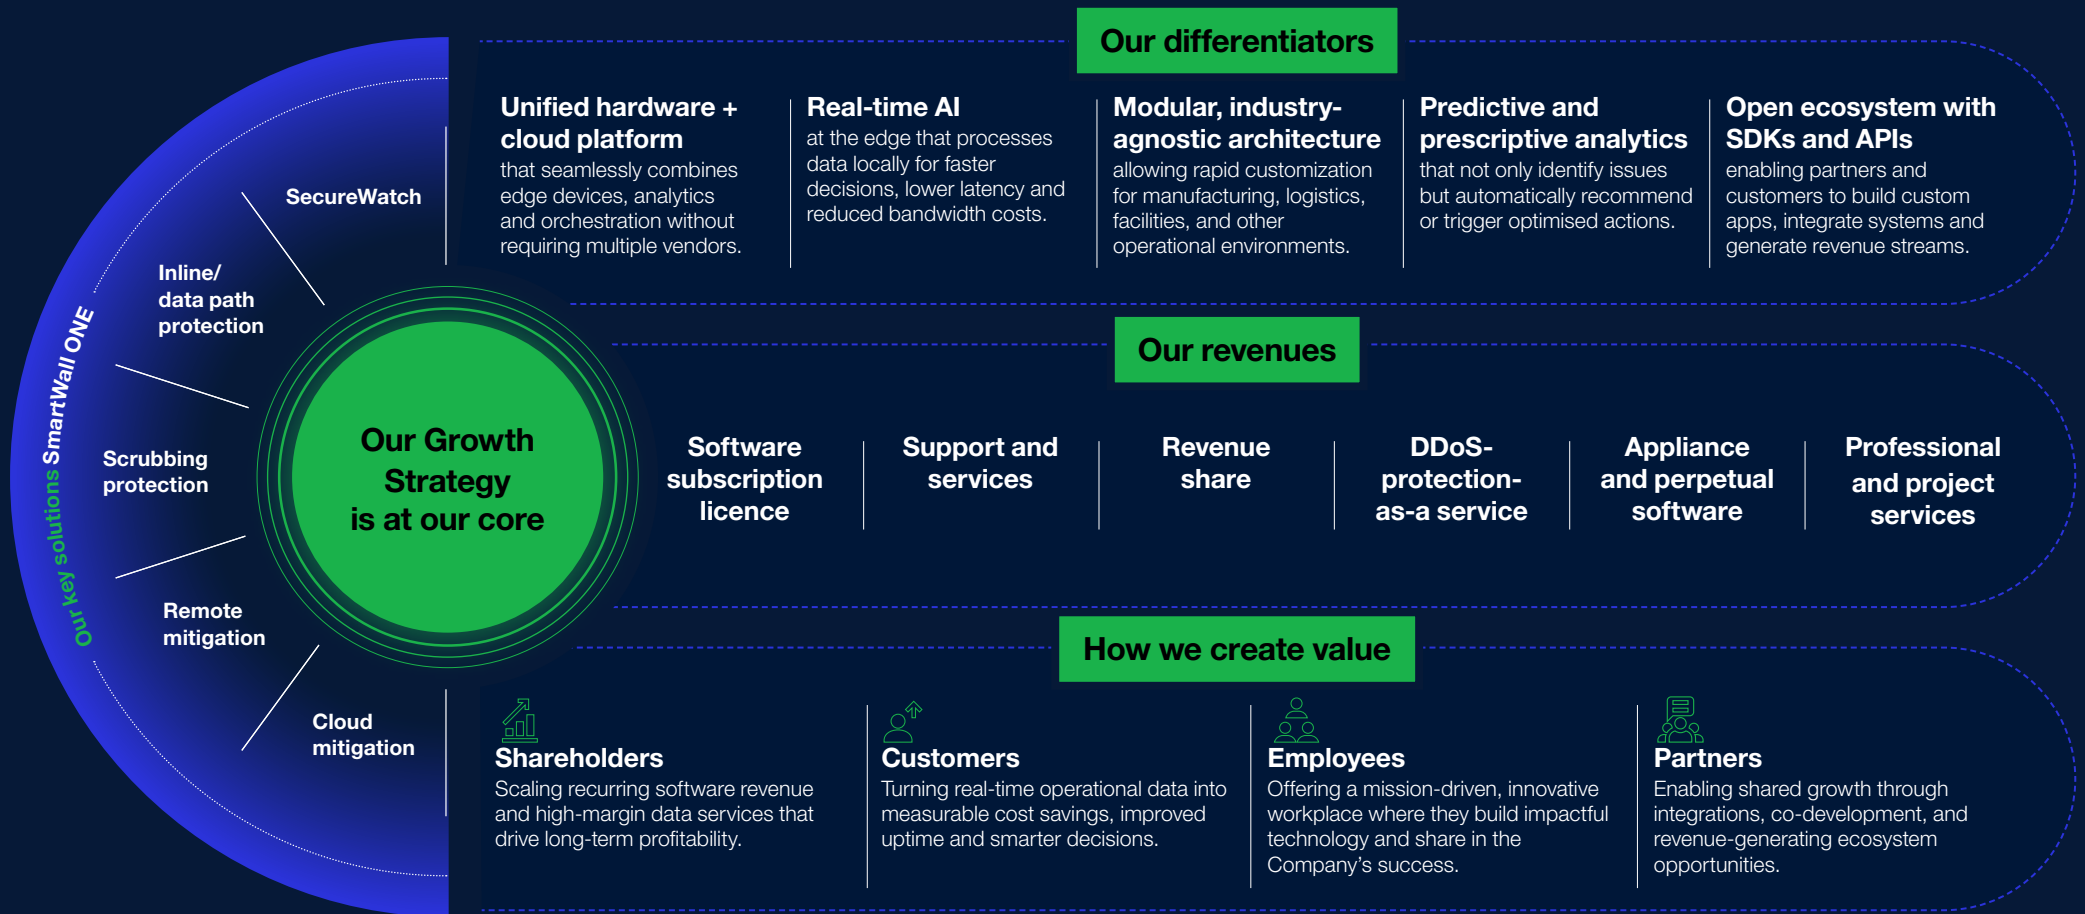 Our key solutions SmartWall ONE
SecureWatch
Inline/
data path
protection
Scrubbing
protection
Remote
mitigation
Cloud
mitigation
Our Growth
Strategy
is at our core
Our differentiators
Unified hardware +
cloud platform
that seamlessly combines
edge devices, analytics
and orchestration without
requiring multiple vendors.
Real-time AI
at the edge that processes
data locally for faster
decisions, lower latency and
reduced bandwidth costs.
Modular, industry-
agnostic architecture
allowing rapid customization
for manufacturing, logistics,
facilities, and other
operational environments.
Predictive and
prescriptive analytics
that not only identify issues
but automatically recommend
or trigger optimised actions.
Open ecosystem with
SDKs and APIs
enabling partners and
customers to build custom
apps, integrate systems and
generate revenue streams.
Our revenues
Software
subscription
licence
Support and
services
Revenue
share
DDoS-
protection-
as-a service
Appliance
and perpetual
software
Professional
and project
services
How we create value
Shareholders
Scaling recurring software revenue
and high-margin data services that
drive long-term profitability.
Customers
Turning real-time operational data into
measurable cost savings, improved
uptime and smarter decisions.
Employees
Offering a mission-driven, innovative
workplace where they build impactful
technology and share in the
Company's success.
Partners
Enabling shared growth through
integrations, co-development, and
revenue-generating ecosystem
opportunities.